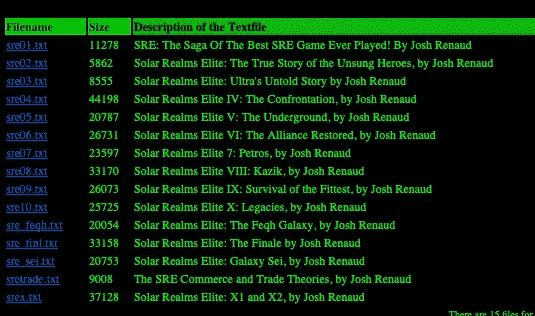 Filename Size Description of the Textfile
sre01.txt 11278 SRE: The Saga Of The Best SRE Game Ever Played! By Josh Renaud
sre02.txt 5862 Solar Realms Elite: The True Story of the Unsung Heroes, by Josh Renaud
sre03.txt 8555 Solar Realms Elite: Ultra's Untold Story by Josh Renaud
sre04.txt 44198 Solar Realms Elite IV: The Confrontation, by Josh Renaud
sre05.txt 20787 Solar Realms Elite V: The Underground, by Josh Renaud
sre06.txt 26731 Solar Realms Elite VI: The Alliance Restored, by Josh Renaud
sre07.txt 23597 Solar Realms Elite 7: Petros, by Josh Renaud
sre08.txt 33170 Solar Realms Elite VIII: Kazik, by Josh Renaud
sre09.txt 26073 Solar Realms Elite IX: Survival of the Fittest, by Josh Renaud
sre10.txt 25725 Solar Realms Elite X: Legacies, by Josh Renaud
sre_feqh.txt 20054 Solar Realms Elite: The Feqh Galaxy, by Josh Renaud
sre_finl.txt 33158 Solar Realms Elite: The Finale by Josh Renaud
sre_sei.txt 20753 Solar Realms Elite: Galaxy Sei, by Josh Renaud
sretrade.txt 9008 The SRE Commerce and Trade Theories, by Josh Renaud
srex.txt 37128 Solar Realms Elite: X1 and X2, by Josh Renaud
There are 15 files for